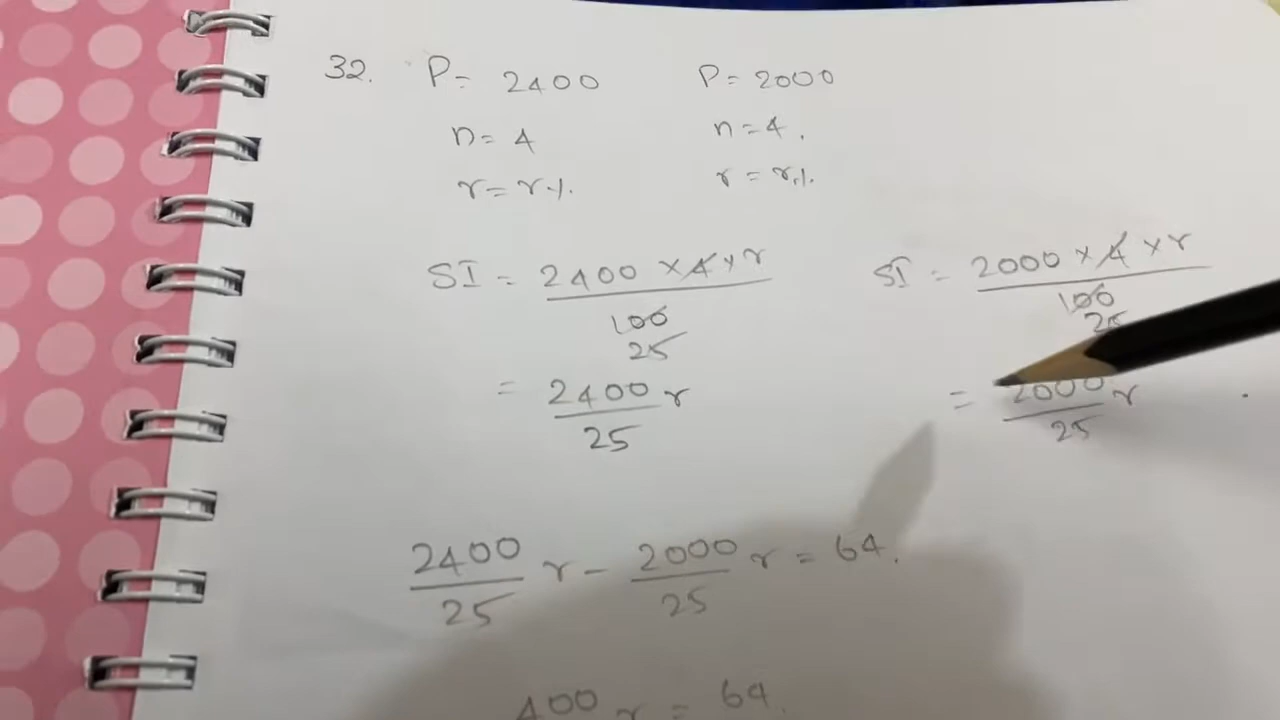 32. P= 2400 P=2000
n= 4 n=4.
r=r%. r=r%.
SI = 2400 × 4 × r SI = 2000 × 4 × r
100 100
25 25
= 2400 r = 2000 r
25 25
2400 r - 2000 r = 64.
25 25
400 r = 64.